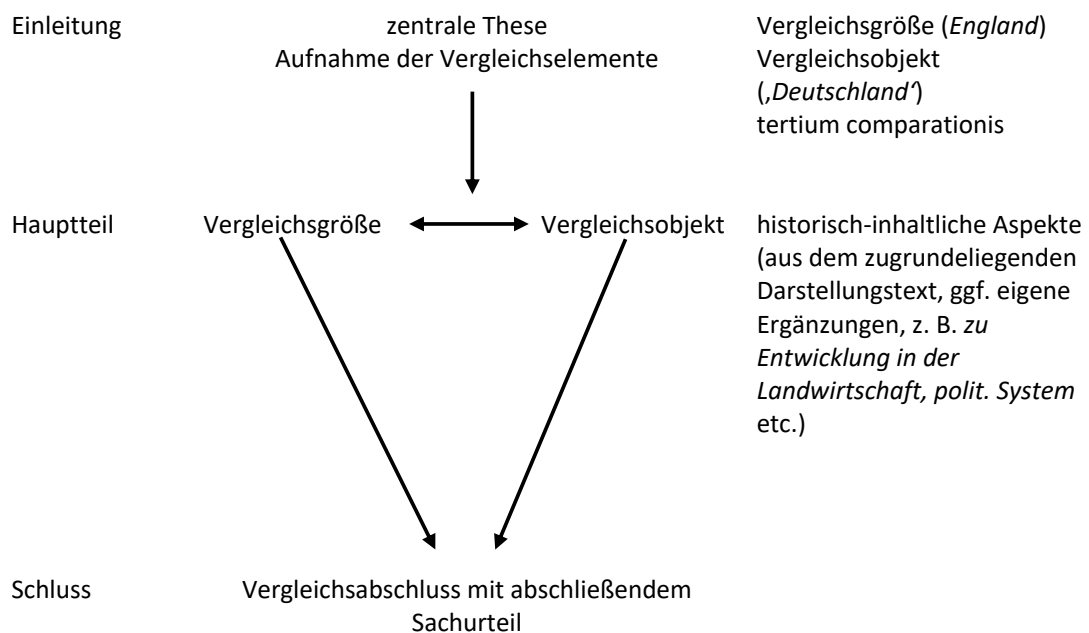 Einleitung
zentrale These
Aufnahme der Vergleichselemente
Vergleichsgröße (England)
Vergleichsobjekt
(‚Deutschland‘)
tertium comparationis
Hauptteil
Vergleichsgröße
Vergleichsobjekt
historisch-inhaltliche Aspekte
(aus dem zugrundeliegenden
Darstellungstext, ggf. eigene
Ergänzungen, z. B. zu
Entwicklung in der
Landwirtschaft, polit. System
etc.)
Schluss
Vergleichsabschluss mit abschließendem
Sachurteil